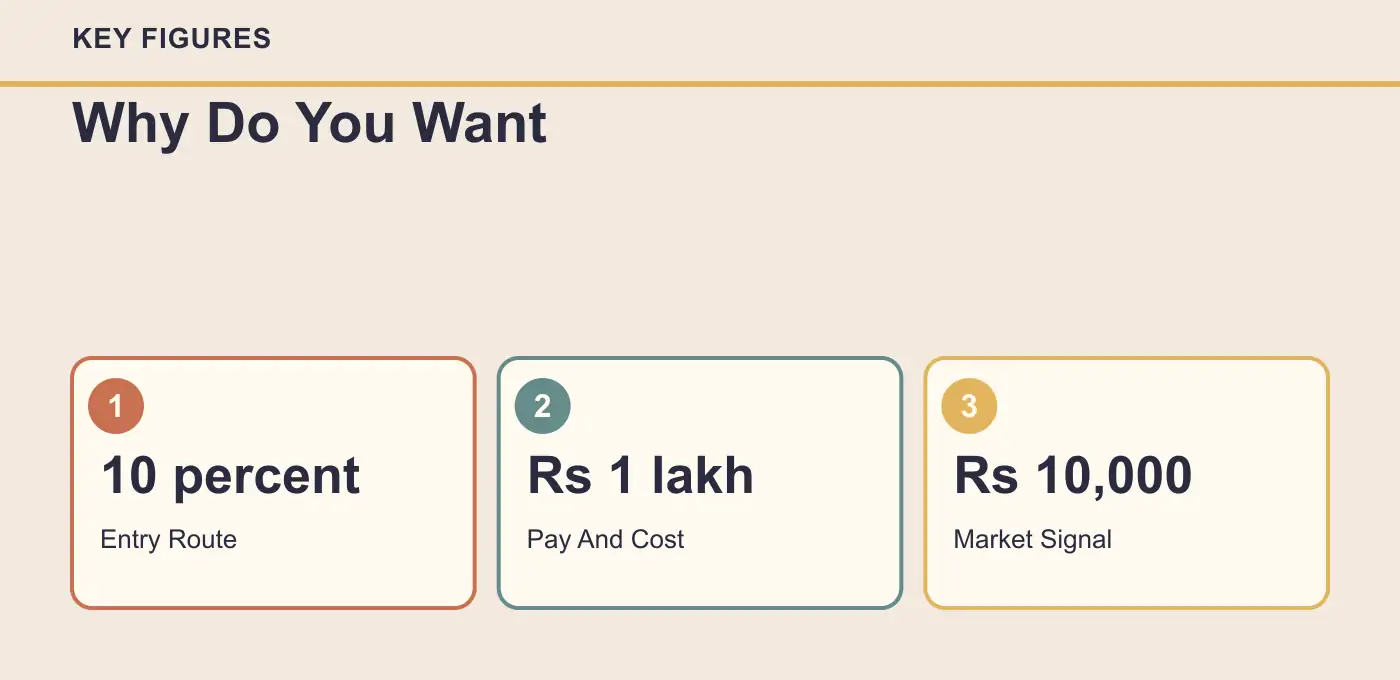 KEY FIGURES
Why Do You Want
1
10 percent
Entry Route
2
Rs 1 lakh
Pay And Cost
3
Rs 10,000
Market Signal